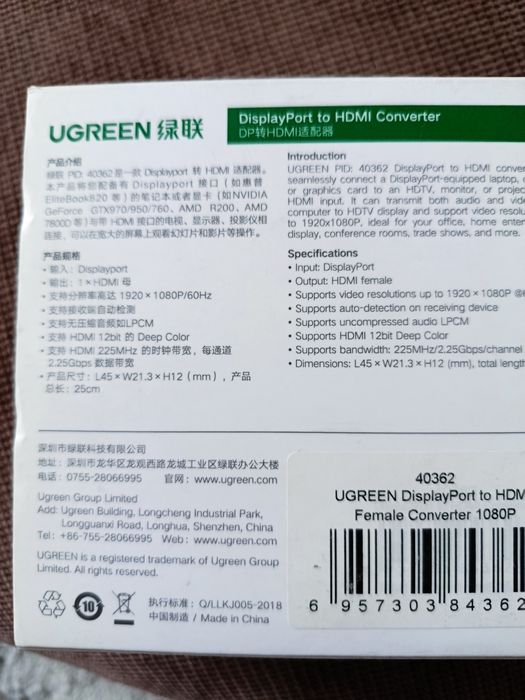 UGREEN 绿联
DisplayPort to HDMI Converter
DP转HDMI适配器
产品介绍
绿联 PID: 40362是一款 Displayport 转 HDMI 适配器。
本产品将您配备有 Displayport 接口（如惠普
EliteBook820 等）的笔记本或者显卡（如NVIDIA
GeForce GTX970/950/760、AMD R200、AMD
7800D 等）与带 HDMI 接口的电视、显示器、投影仪相
连接，可以在宽大的屏幕上观看幻灯片和影片等操作。
产品规格
• 输入：Displayport
• 输出：1×HDMI 母
• 支持分辨率高达 1920×1080P/60Hz
• 支持接收端自动检测
• 支持无压缩音频如LPCM
• 支持 HDMI 12bit 的 Deep Color
• 支持 HDMI 225MHz 的时钟带宽，每通道
2.25Gbps 数据带宽
• 产品尺寸：L45×W21.3×H12（mm），产品
总长：25cm
Introduction
UGREEN PID: 40362 DisplayPort to HDMI
seamlessly connect a DisplayPort-equipped laptop,
or graphics card to an HDTV, monitor, or
HDMI input. It can transmit both audio and
computer to HDTV display and support video
to 1920x1080P, ideal for your office, home
display, conference rooms, trade shows, and more.
Specifications
• Input: DisplayPort
• Output: HDMI female
• Supports video resolutions up to 1920×1080P
• Supports auto-detection on receiving device
• Supports uncompressed audio LPCM
• Supports HDMI 12bit Deep Color
• Supports bandwidth: 225MHz/2.25Gbps/channel
• Dimensions: L45×W21.3×H12 (mm), total
深圳市绿联科技有限公司
地址：深圳市龙华区龙观西路龙城工业区绿联办公大楼
电话：0755-28066995 官网：www.ugreen.com
Ugreen Group Limited
Add: Ugreen Building, Longcheng Industrial Park,
Longguanxi Road, Longhua, Shenzhen, China
Tel: +86-755-28066995 Web: www.ugreen.com
UGREEN is a registered trademark of Ugreen Group
Limited. All rights reserved.
10
执行标准：Q/LLKJ005-2018
中国制造 / Made in China
40362
UGREEN DisplayPort to
Female Converter 1080P
6 957303 84362